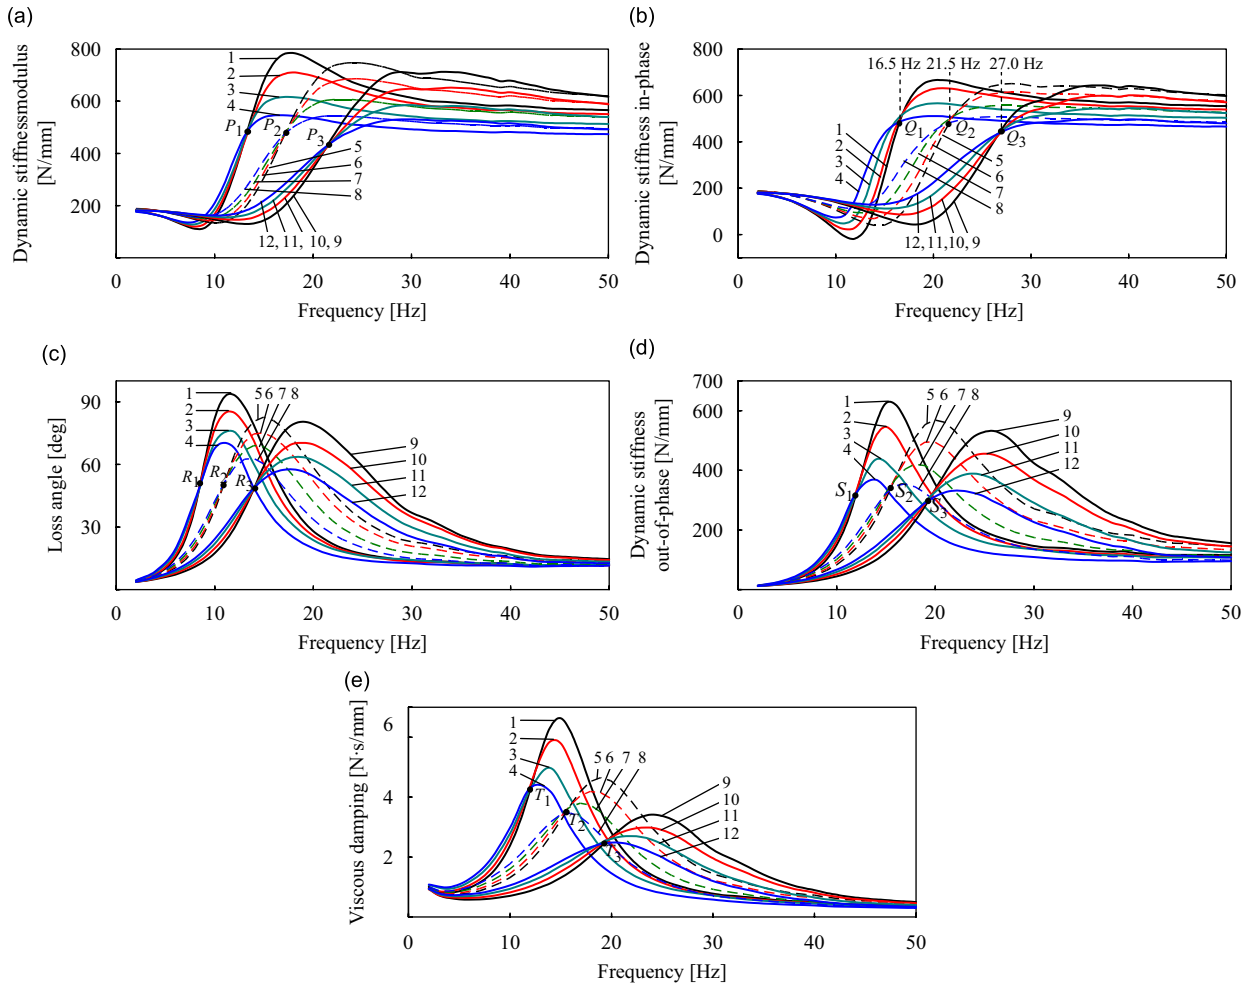 (a)
Dynamic stiffnessmodulus
[N/mm]
800
600
400
200
0
10
20
30
40
50
1
2
3
4
P1
P2
P3
5
6
7
8
12, 11, 10, 9
Frequency [Hz]
(b)
Dynamic stiffness in-phase
[N/mm]
800
600
400
200
0
0
10
20
30
40
50
16.5 Hz
21.5 Hz
27.0 Hz
1
2
3
4
Q1
Q2
Q3
5
6
7
8
12, 11, 10, 9
Frequency [Hz]
(c)
Loss angle [deg]
90
60
30
0
10
20
30
40
50
1
2
3
4
5 6 7 8
R1
R2
R3
9
10
11
12
Frequency [Hz]
(d)
Dynamic stiffness
out-of-phase [N/mm]
700
700
600
400
200
0
10
20
30
40
50
1
2
3
4
5 6 7 8
S1
S2
S3
9
10
11
12
Frequency [Hz]
(e)
Viscous damping [N·s/mm]
6
4
2
0
10
20
30
40
50
1
2
3
4
5 6 7 8
T1
T2
3
9
10
11
12
Frequency [Hz]